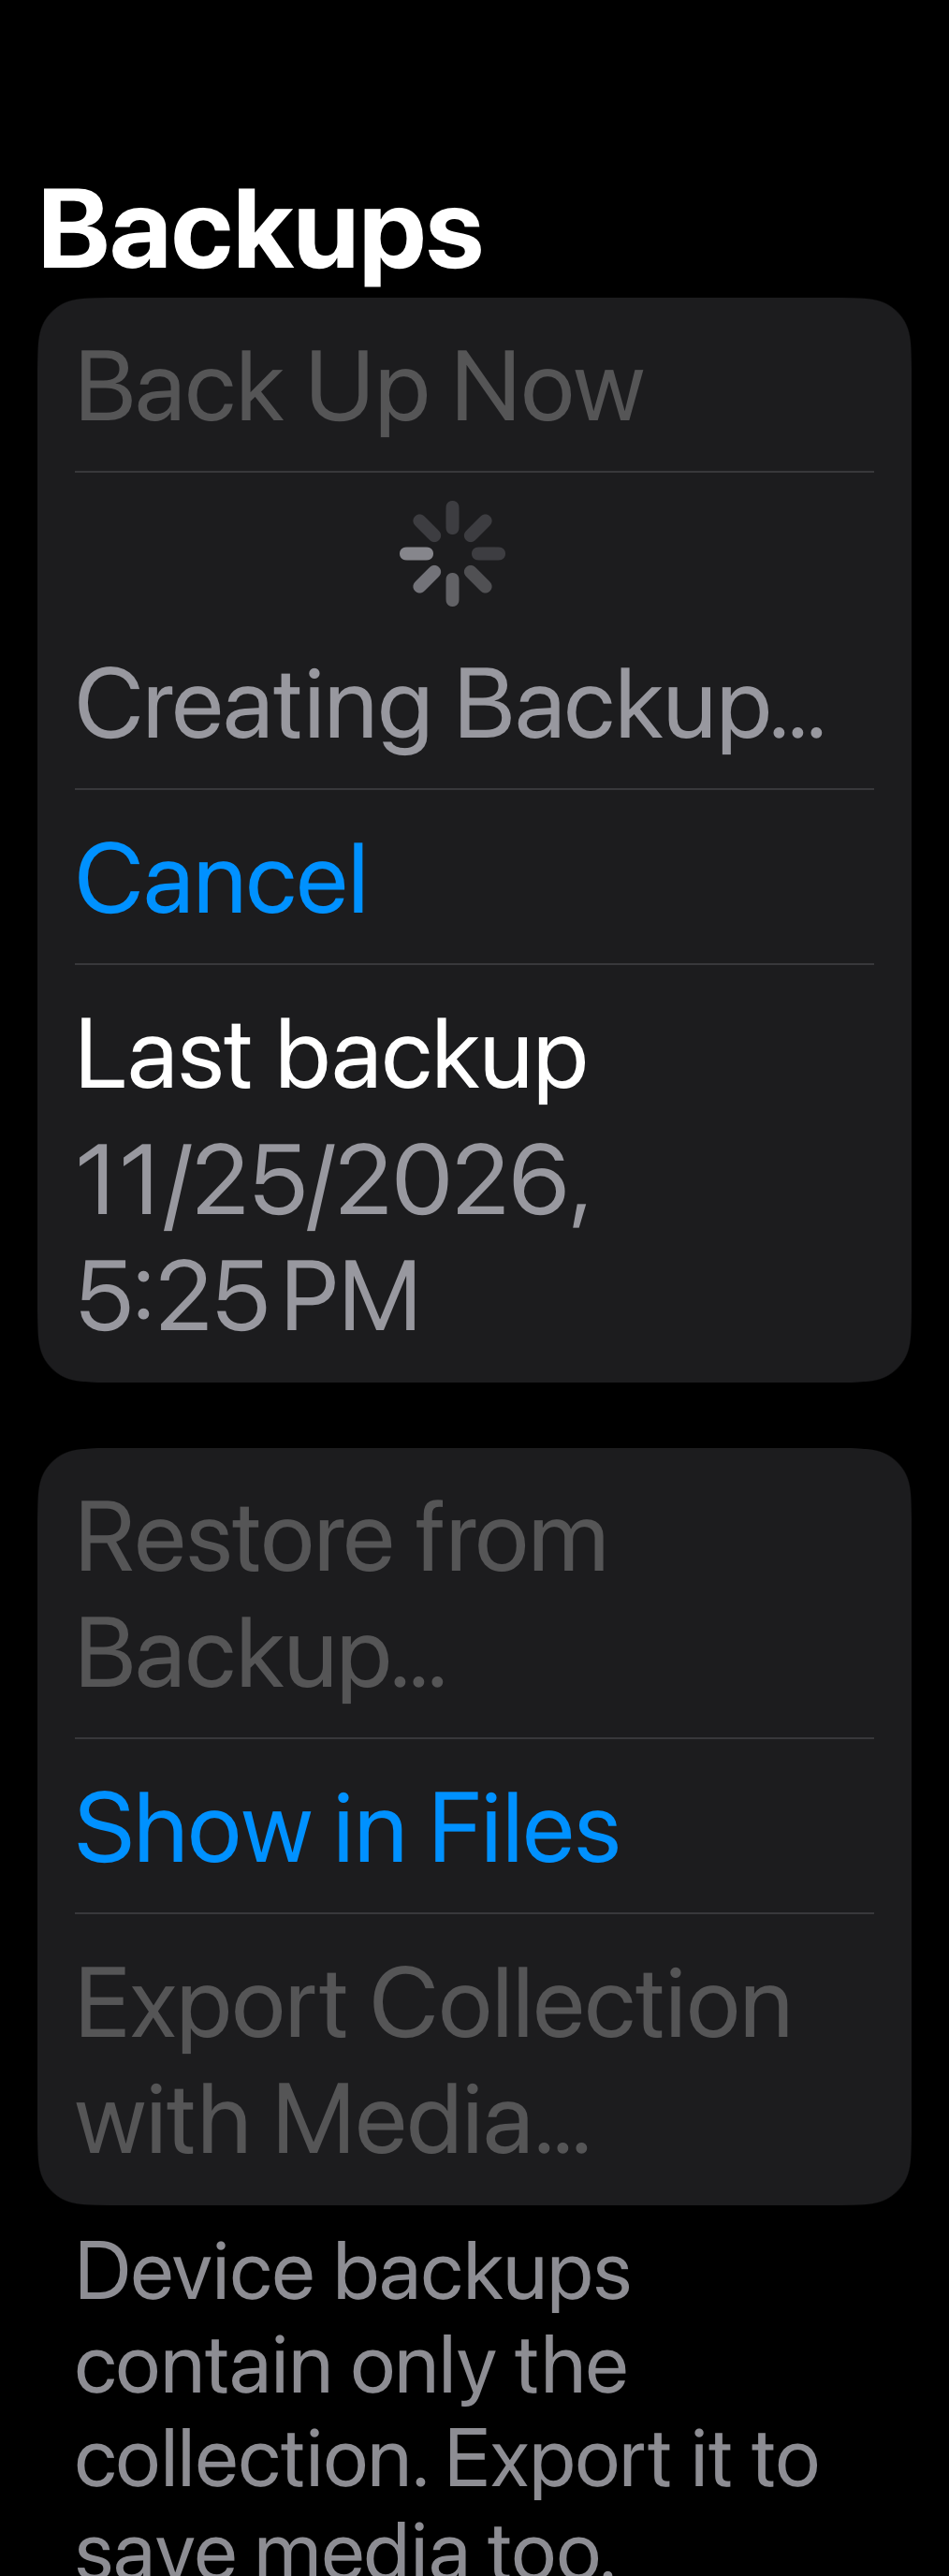 Backups
Back Up Now
Creating Backup...
Cancel
Last backup
11/25/2026,
5:25 PM
Restore from
Backup...
Show in Files
Export Collection
with Media...
Device backups
contain only the
collection. Export it to
save media too.